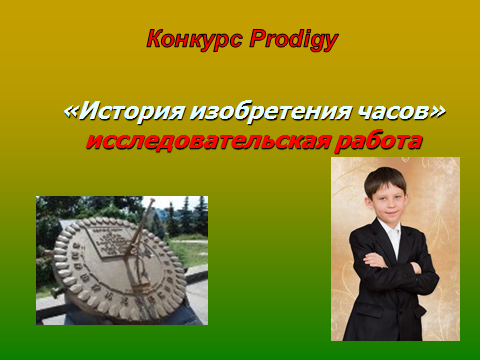 Конкурс Prodigy
«История изобретения часов»
исследовательская работа